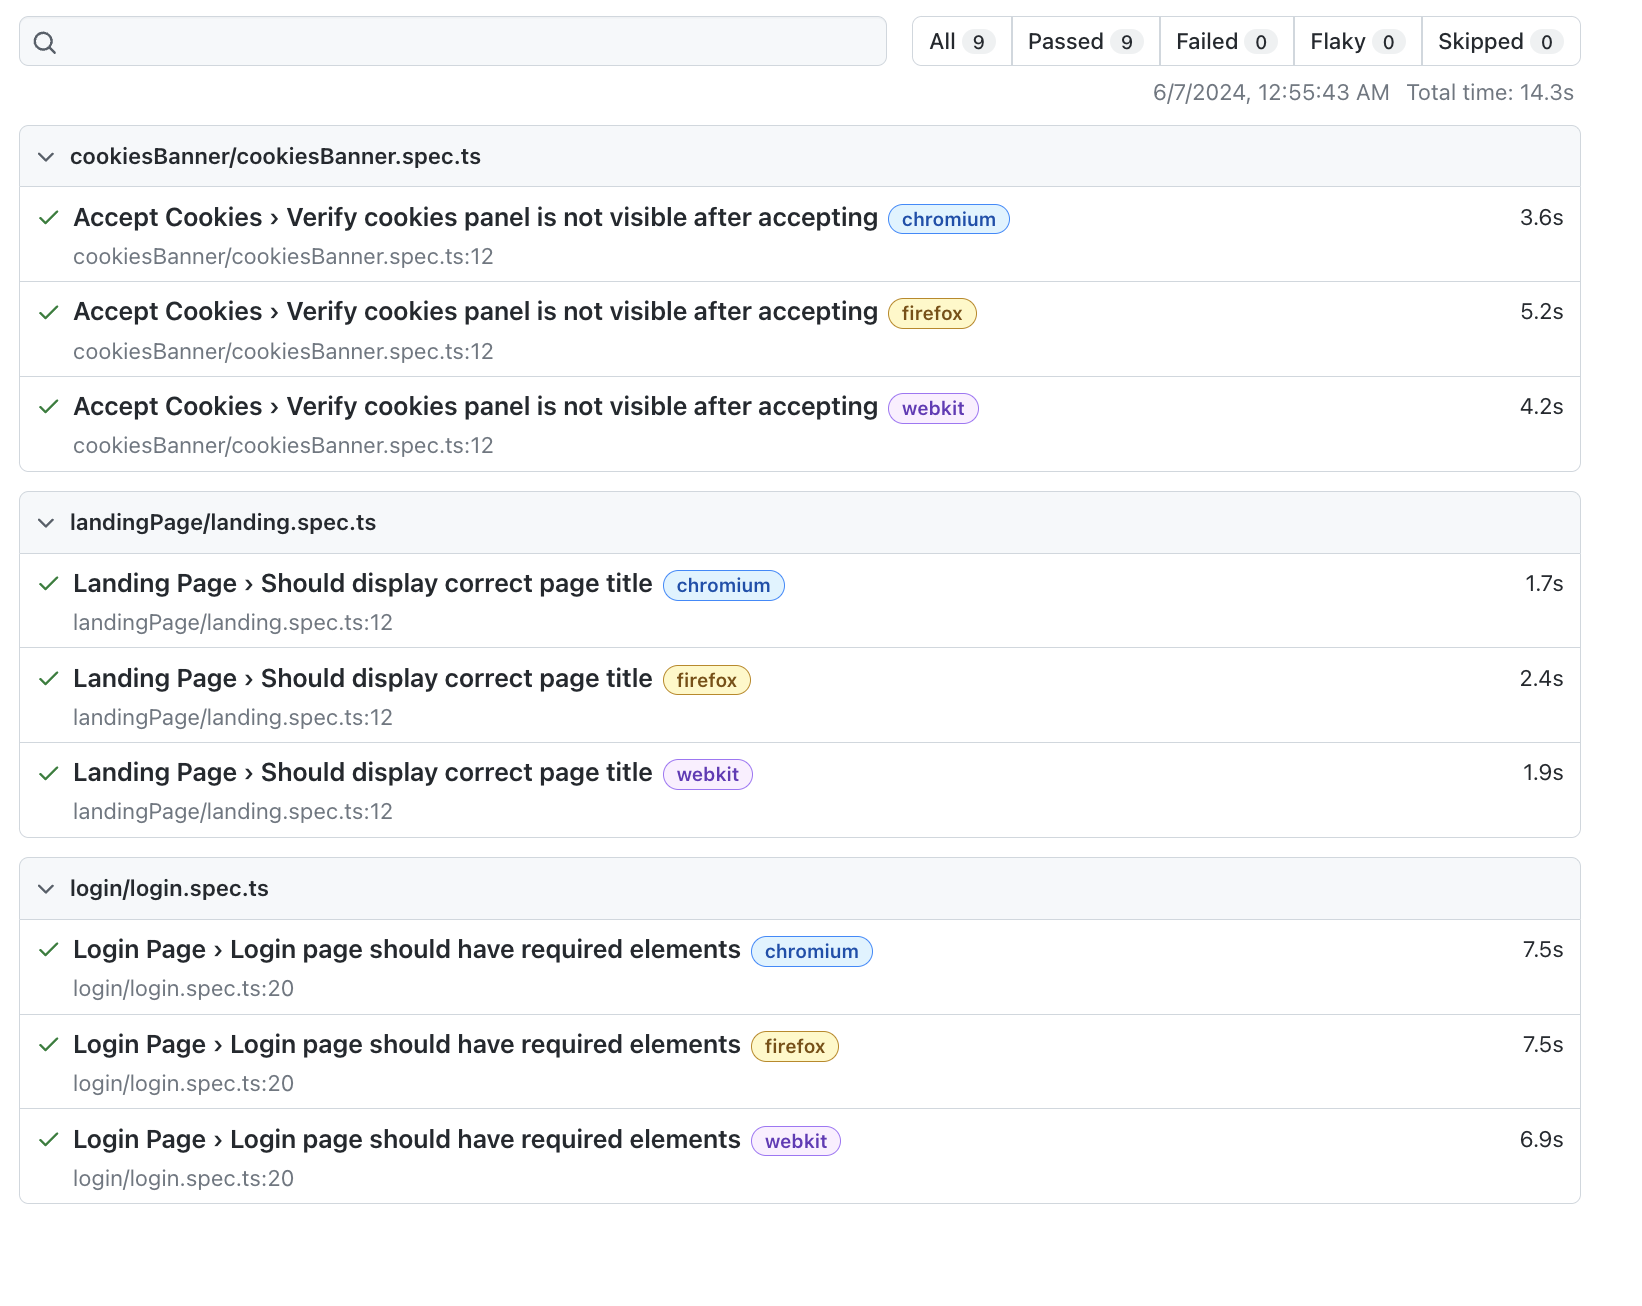 All 9 Passed 9 Failed 0 Flaky 0 Skipped 0
6/7/2024, 12:55:43 AM Total time: 14.3s
cookiesBanner/cookiesBanner.spec.ts
Accept Cookies › Verify cookies panel is not visible after accepting chromium 3.6s
cookiesBanner/cookiesBanner.spec.ts:12
Accept Cookies › Verify cookies panel is not visible after accepting firefox 5.2s
cookiesBanner/cookiesBanner.spec.ts:12
Accept Cookies › Verify cookies panel is not visible after accepting webkit 4.2s
cookiesBanner/cookiesBanner.spec.ts:12
landingPage/landing.spec.ts
Landing Page › Should display correct page title chromium 1.7s
landingPage/landing.spec.ts:12
Landing Page › Should display correct page title firefox 2.4s
landingPage/landing.spec.ts:12
Landing Page › Should display correct page title webkit 1.9s
landingPage/landing.spec.ts:12
login/login.spec.ts
Login Page › Login page should have required elements chromium 7.5s
login/login.spec.ts:20
Login Page › Login page should have required elements firefox 7.5s
login/login.spec.ts:20
Login Page › Login page should have required elements webkit 6.9s
login/login.spec.ts:20